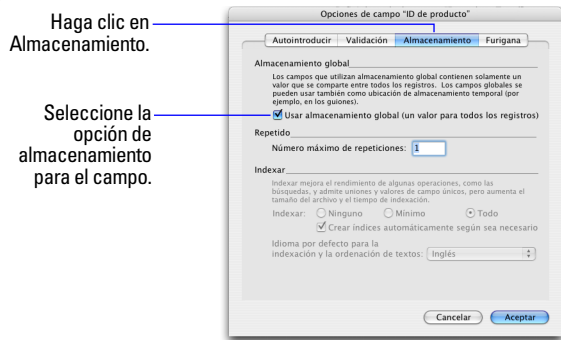 Haga clic en
Almacenamiento.
Seleccione la
opción de
almacenamiento
para el campo.
Opciones de campo "ID de producto"
Autointroducir Validación Almacenamiento Furigana
Almacenamiento global
Los campos que utilizan almacenamiento global contienen solamente un
valor que se comparte entre todos los registros. Los campos globales se
pueden usar también como ubicación de almacenamiento temporal (por
ejemplo, en los guiones).
Usar almacenamiento global (un valor para todos los registros)
Repetido
Número máximo de repeticiones: 1
Indexar
Indexar mejora el rendimiento de algunas operaciones, como las
búsquedas, y admite uniones y valores de campo únicos, pero aumenta el
tamaño del archivo y el tiempo de indexación.
Indexar: Ninguno Mínimo Todo
Crear índices automáticamente según sea necesario
Idioma por defecto para la
indexación y la ordenación de textos: Inglés
Cancelar Aceptar